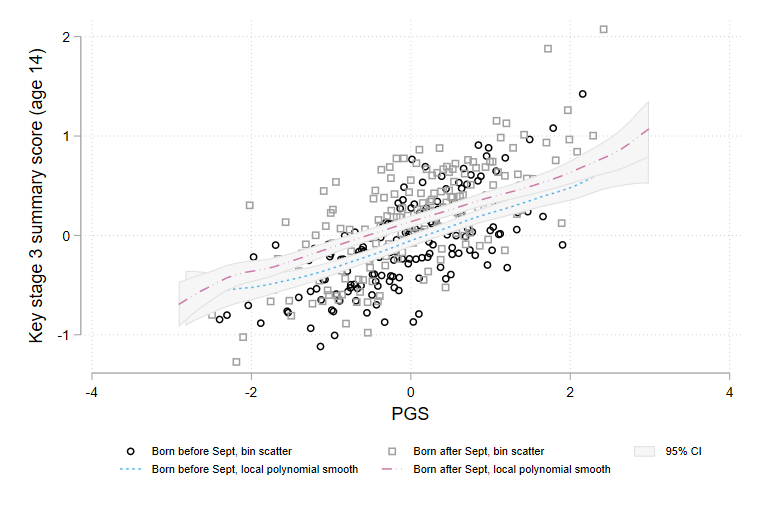 Key stage 3 summary score (age 14)
2
1
0
-1
-4
-2
0
2
4
PGS
Born before Sept, bin scatter
Born after Sept, bin scatter
95% CI
Born before Sept, local polynomial smooth
Born after Sept, local polynomial smooth